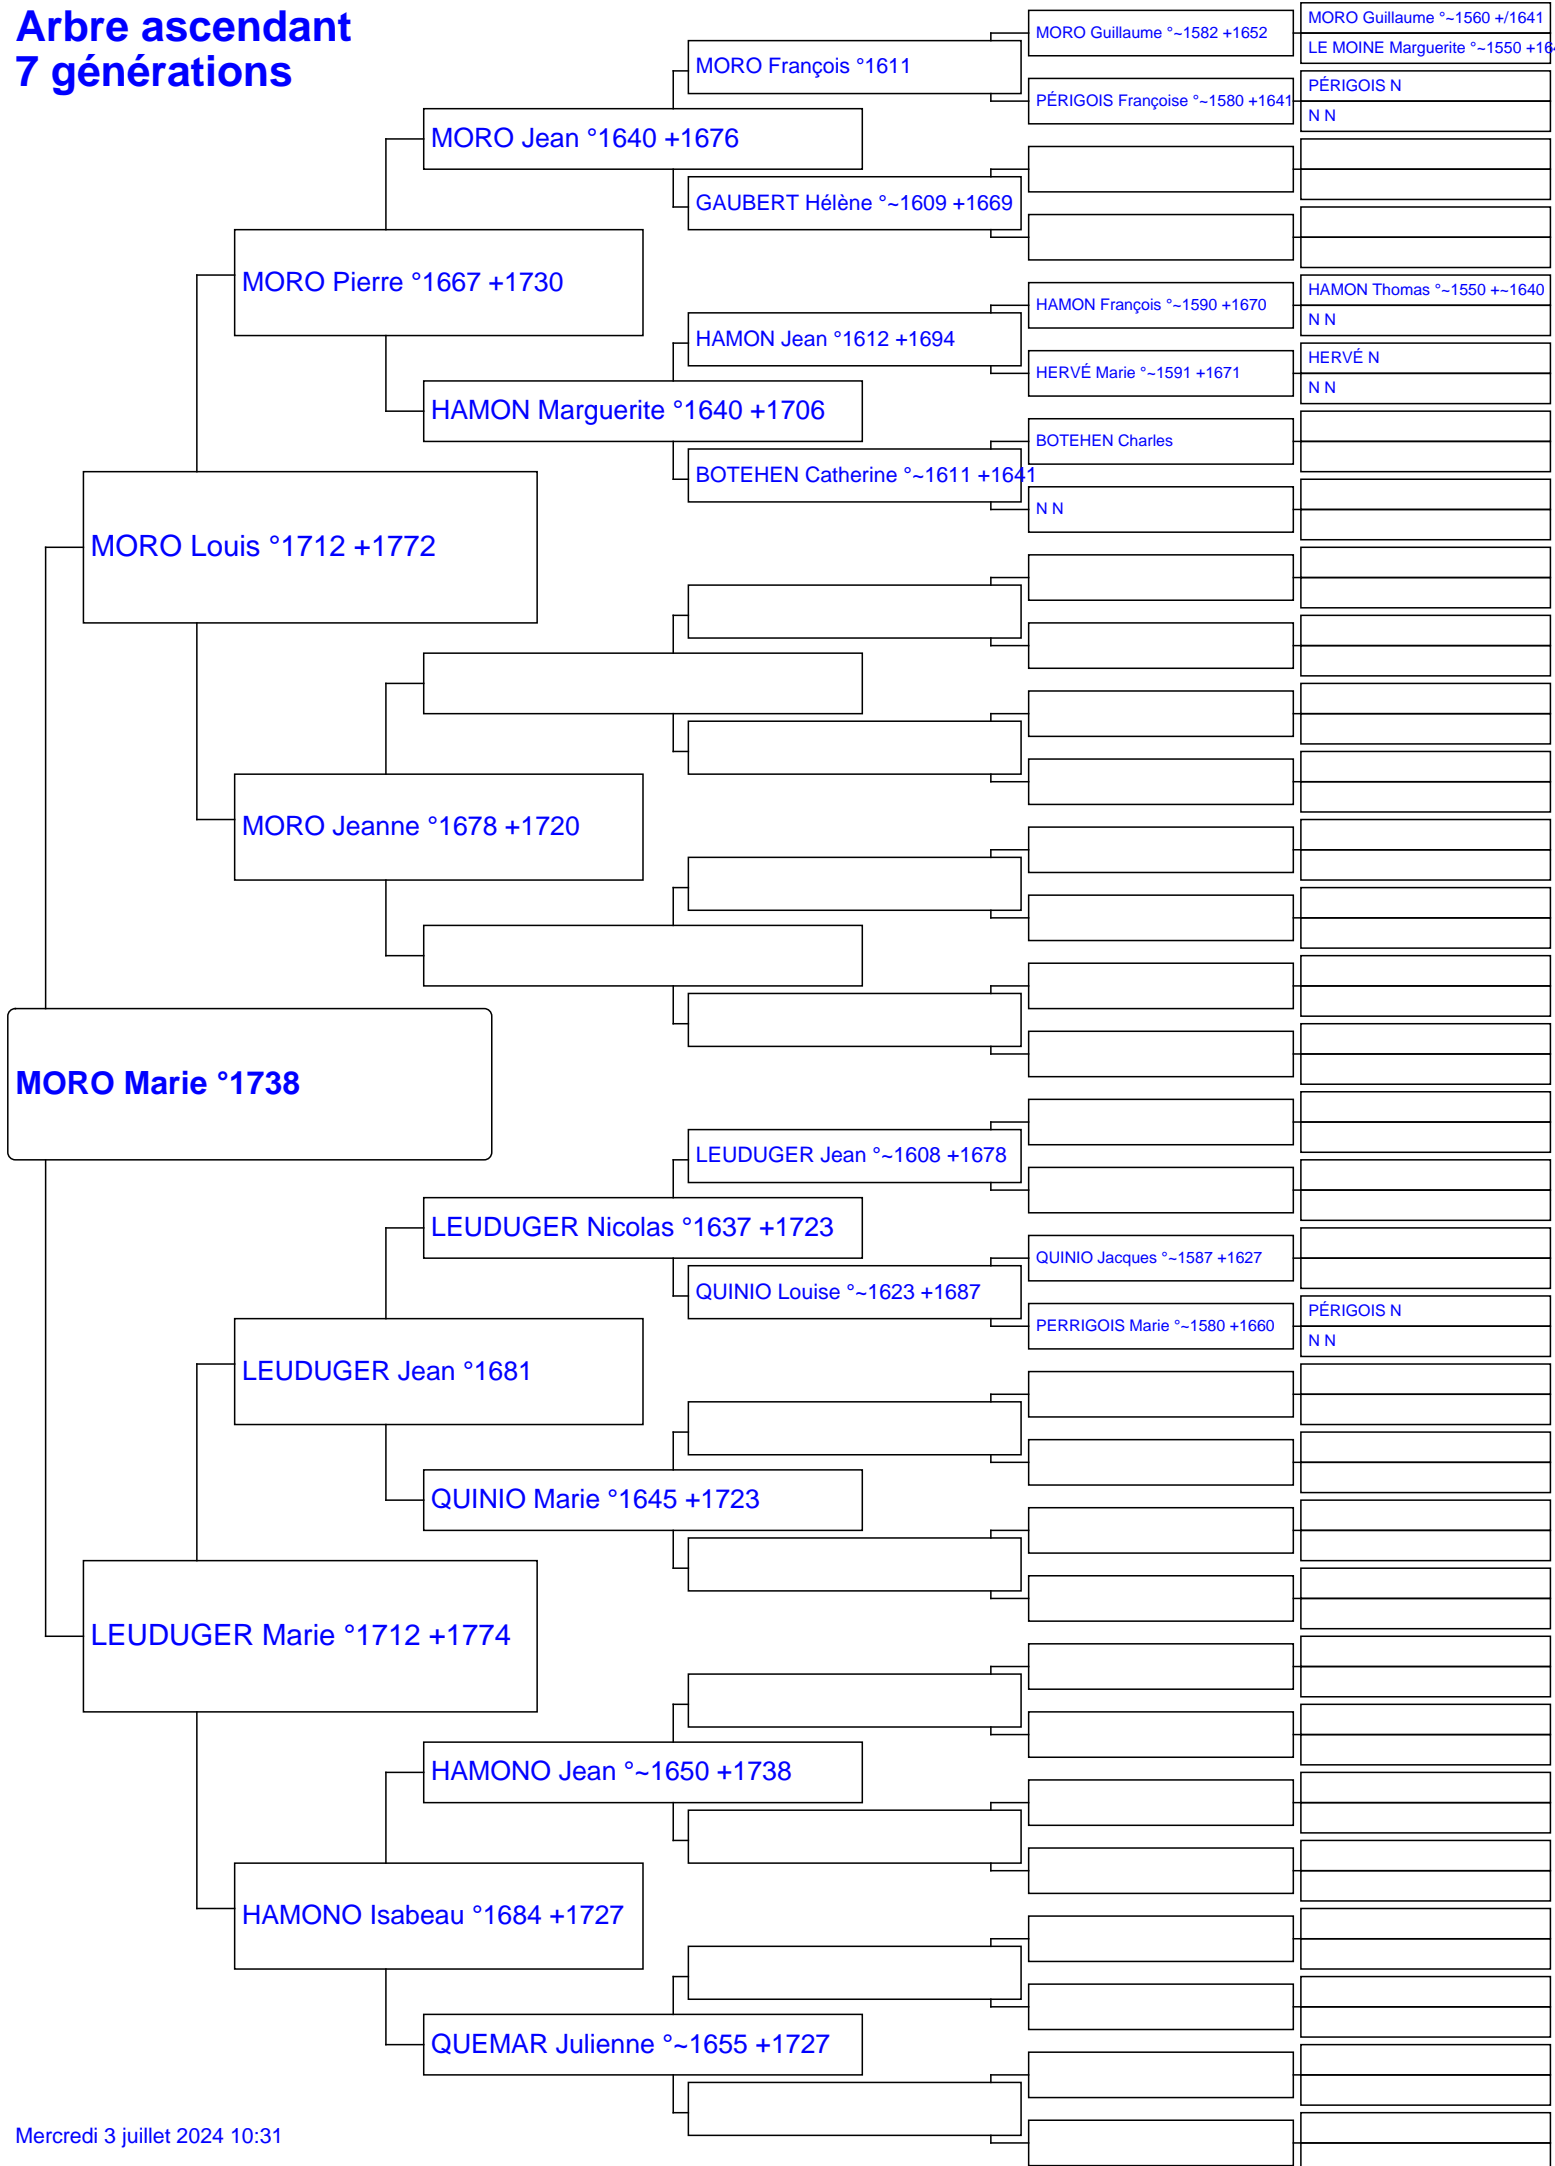 Arbre ascendant
7 générations
MORO Guillaume °~1560 +/1641
MORO Guillaume °~1582 +1652
LE MOINE Marguerite °~1550 +16
MORO François °1611
PÉRIGOIS N
PÉRIGOIS Françoise °~1580 +1641
N N
MORO Jean °1640 +1676
GAUBERT Hélène °~1609 +1669
MORO Pierre °1667 +1730
HAMON Thomas °~1550 +~1640
HAMON François °~1590 +1670
N N
HAMON Jean °1612 +1694
HERVÉ N
HERVÉ Marie °~1591 +1671
N N
HAMON Marguerite °1640 +1706
BOTEHEN Charles
BOTEHEN Catherine °~1611 +1641
N N
MORO Louis °1712 +1772
MORO Jeanne °1678 +1720
MORO Marie °1738
LEUDUGER Jean °~1608 +1678
LEUDUGER Nicolas °1637 +1723
QUINIO Jacques °~1587 +1627
QUINIO Louise °~1623 +1687
PÉRIGOIS N
PERRIGOIS Marie °~1580 +1660
N N
LEUDUGER Jean °1681
QUINIO Marie °1645 +1723
LEUDUGER Marie °1712 +1774
HAMONO Jean °~1650 +1738
HAMONO Isabeau °1684 +1727
QUEMAR Julienne °~1655 +1727
Mercredi 3 juillet 2024 10:31